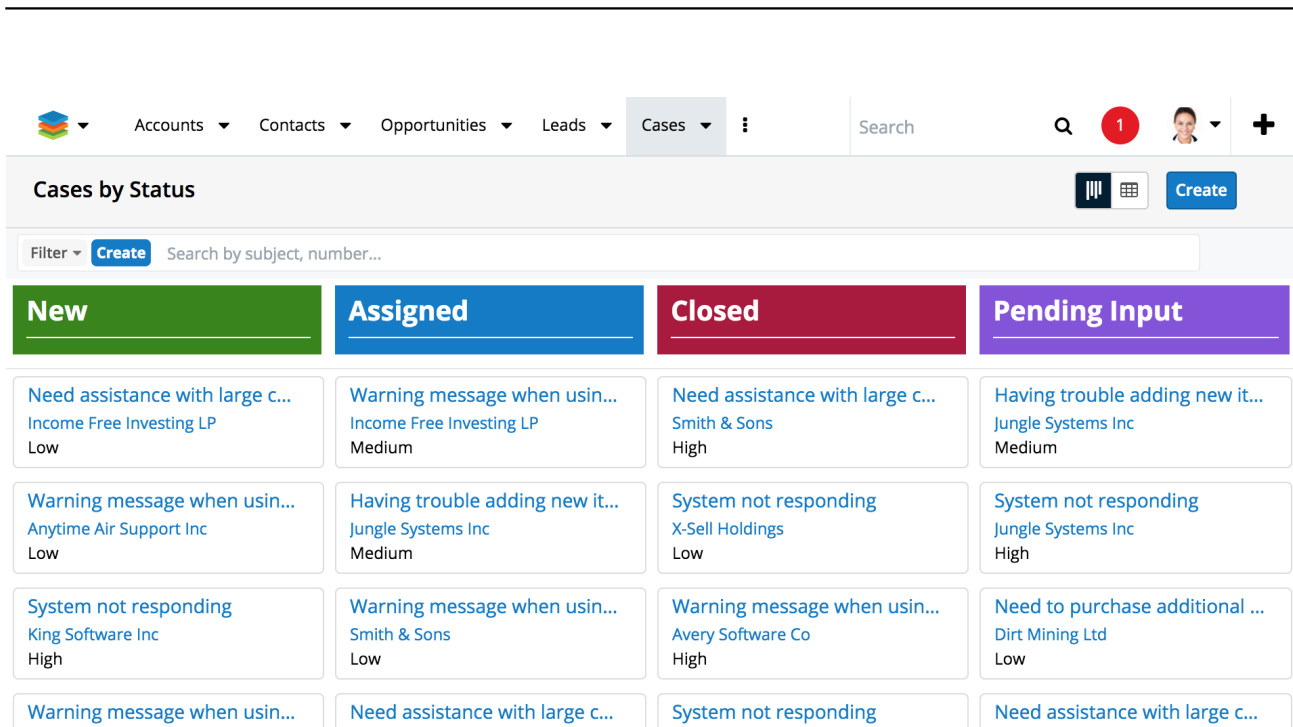 Accounts Contacts Opportunities Leads Cases Search 1
Cases by Status Create
Filter Create Search by subject, number...
New Assigned Closed Pending Input
Need assistance with large c... Warning message when usin... Need assistance with large c... Having trouble adding new it...
Income Free Investing LP Income Free Investing LP Smith & Sons Jungle Systems Inc
Low Medium High Medium
Warning message when usin... Having trouble adding new it... System not responding System not responding
Anytime Air Support Inc Jungle Systems Inc X-Sell Holdings Jungle Systems Inc
Low Medium Low High
System not responding Warning message when usin... Warning message when usin... Need to purchase additional ...
King Software Inc Smith & Sons Avery Software Co Dirt Mining Ltd
High Low High Low
Warning message when usin... Need assistance with large c... System not responding Need assistance with large c...